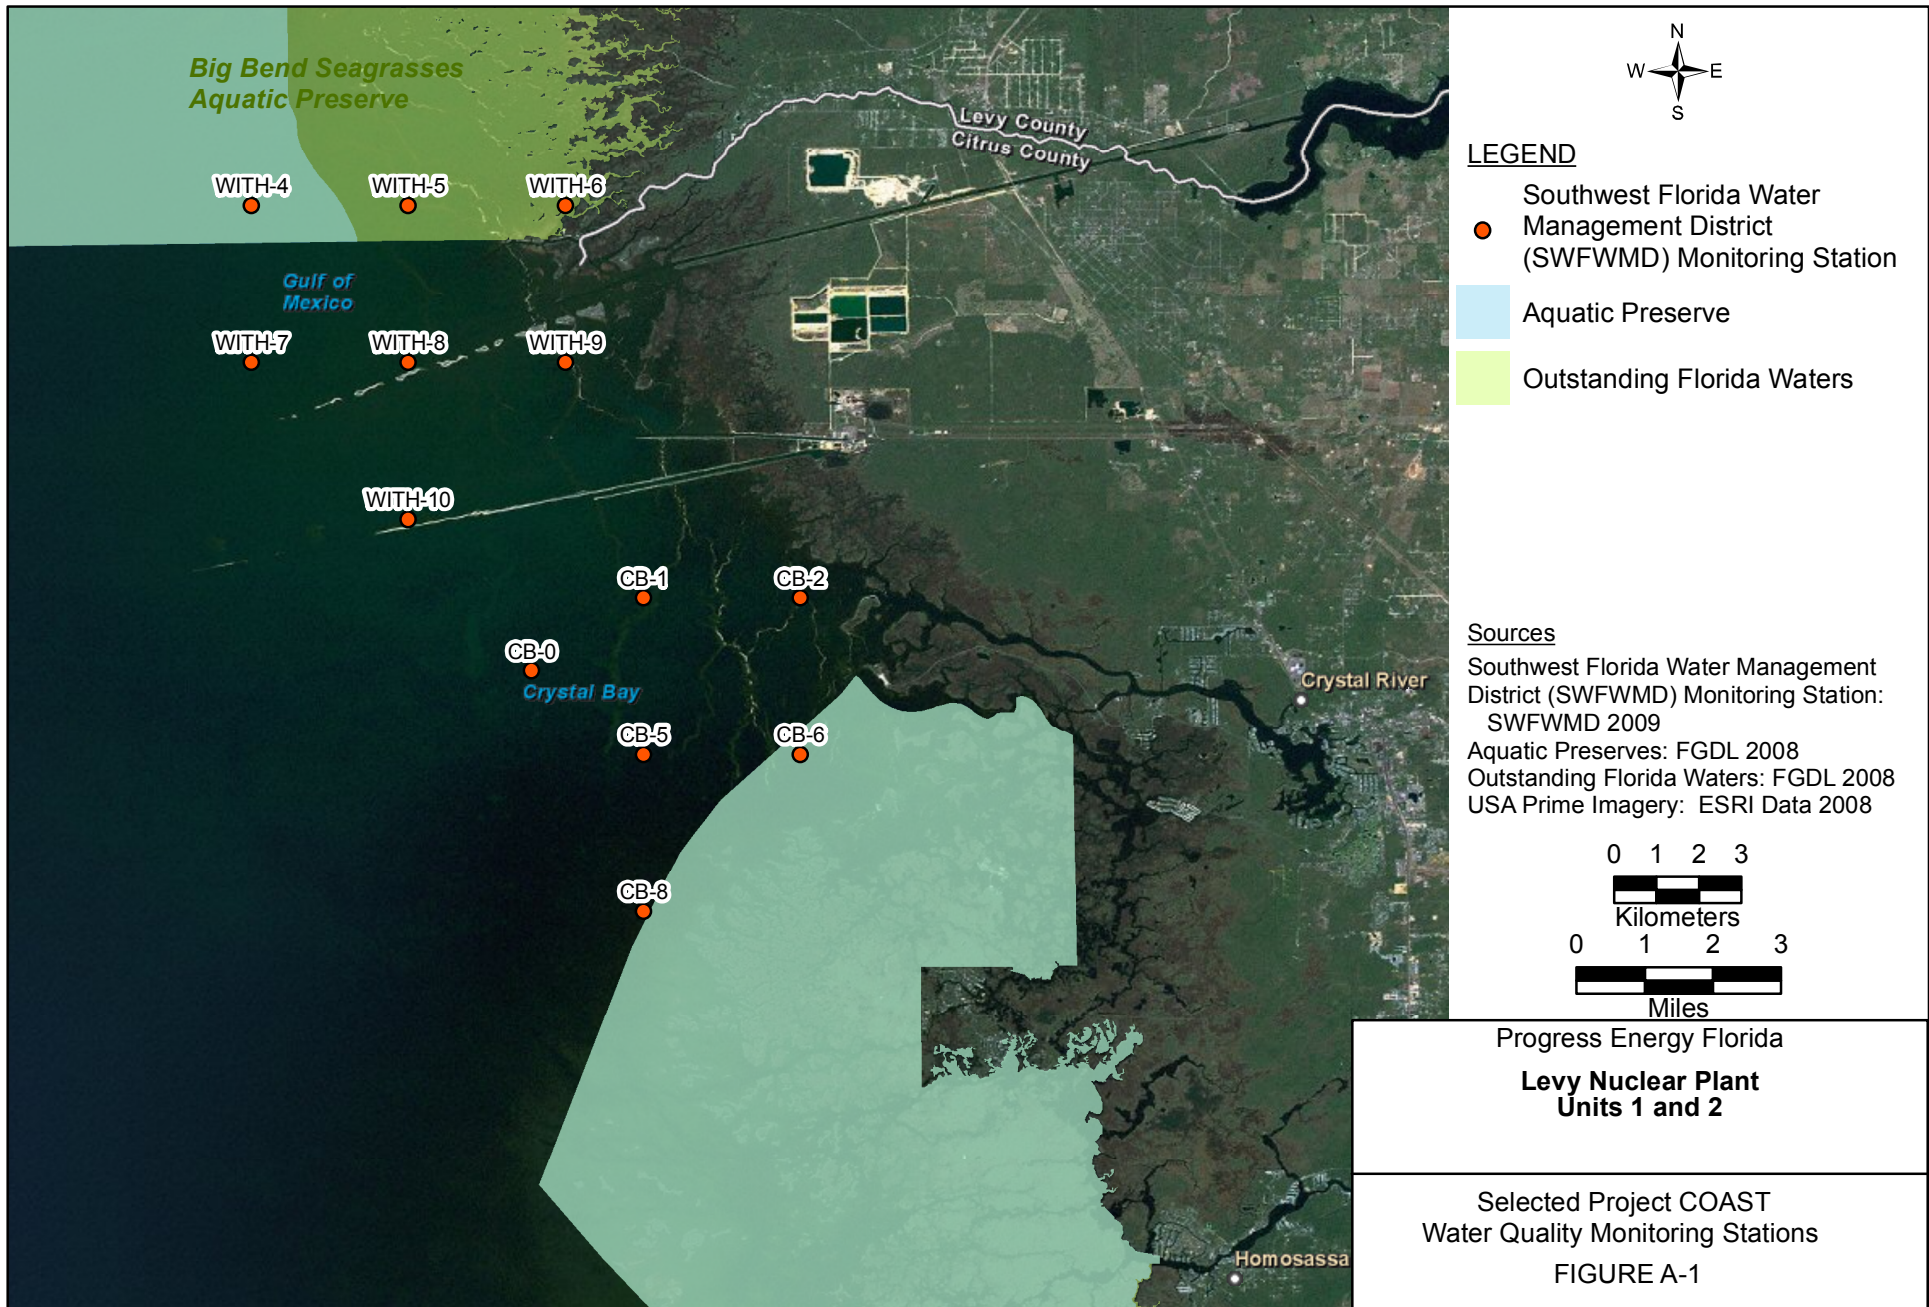 Big Bend Seagrasses
Aquatic Preserve
WITH-4
WITH-5
WITH-6
Levy County
Citrus County
Gulf of
Mexico
WITH-7
WITH-8
WITH-9
WITH-10
CB-1
CB-2
CB-0
Crystal Bay
CB-5
CB-6
CB-8
Crystal River
Homosassa
N
W E
S
LEGEND
Southwest Florida Water
Management District
(SWFWMD) Monitoring Station
Aquatic Preserve
Outstanding Florida Waters
Sources
Southwest Florida Water Management
District (SWFWMD) Monitoring Station:
SWFWMD 2009
Aquatic Preserves: FGDL 2008
Outstanding Florida Waters: FGDL 2008
USA Prime Imagery: ESRI Data 2008
0 1 2 3
Kilometers
0 1 2 3
Miles
Progress Energy Florida
Levy Nuclear Plant
Units 1 and 2
Selected Project COAST
Water Quality Monitoring Stations
FIGURE A-1